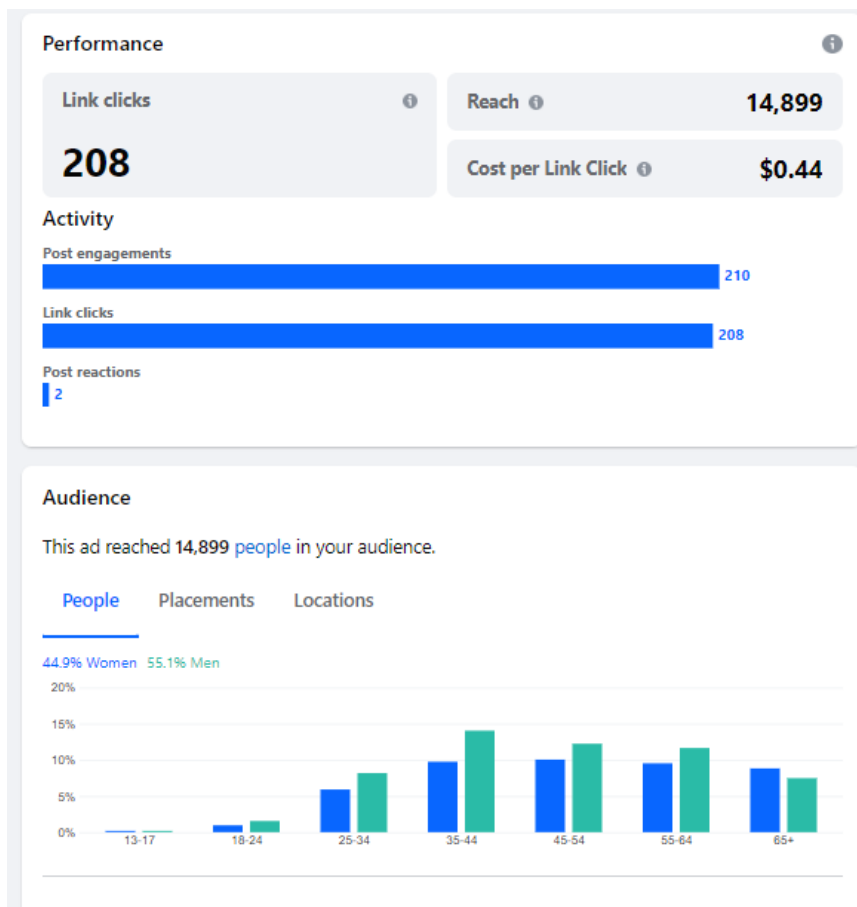 Performance
Link clicks
208
Reach
14,899
Cost per Link Click
$0.44
Activity
Post engagements
210
Link clicks
208
Post reactions
2
Audience
This ad reached 14,899 people in your audience.
People Placements Locations
44.9% Women 55.1% Men
20%
15%
10%
5%
0%
13-17 18-24 25-34 35-44 45-54 55-64 65+